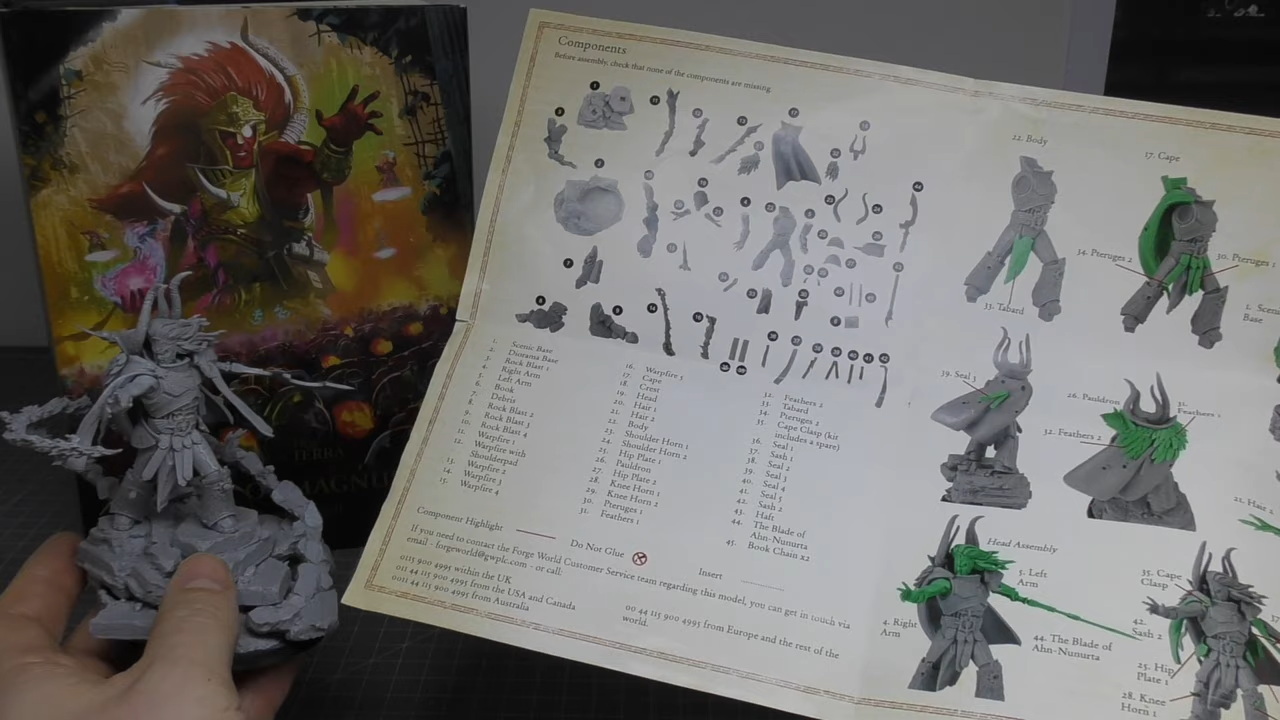 TERRA
MAGNU
Components
Before assembly, check that none of the components are missing.
1. Scenic Base
2. Diorama Base
3. Rock Blast 1
4. Right Arm
5. Left Arm
6. Book
7. Debris
8. Rock Blast 2
9. Rock Blast 3
10. Rock Blast 4
11. Warpfire 1
12. Warpfire with
Shoulderpad
13. Warpfire 2
14. Warpfire 3
15. Warpfire 4
16. Warpfire 5
17. Cape
18. Crest
19. Head
20. Hair 1
21. Hair 2
22. Body
23. Shoulder Horn 1
24. Shoulder Horn 2
25. Hip Plate 1
26. Pauldron
27. Hip Plate 2
28. Knee Horn 1
29. Knee Horn 2
30. Pteruges 1
31. Feathers 1
32. Feathers 2
33. Tabard
34. Pteruges 2
35. Cape Clasp (kit
includes a spare)
36. Seal 1
37. Sash 1
38. Seal 2
39. Seal 3
40. Seal 4
41. Seal 5
42. Sash 2
43. Haft
44. The Blade of
Ahn-Nunurta
45. Book Chain x2
Component Highlight
Do Not Glue
Insert
If you need to contact the Forge World Customer Service team regarding this model, you can get in touch via
email - forgeworld@gwplc.com - or call:
0115 900 4995 within the UK
011 44 115 900 4995 from the USA and Canada
0011 44 115 900 4995 from Australia
00 44 115 900 4995 from Europe and the rest of the
world.
22. Body
17. Cape
34. Pteruges 2
30. Pteruges 1
33. Tabard
1. Scen
Base
39. Seal 3
26. Pauldron
31.
Feathers 1
32. Feathers 2
21. Hair 2
Head Assembly
5. Left
Arm
4. Right
Arm
44. The Blade of
Ahn-Nunurta
35. Cape
Clasp
42.
Sash 2
25. Hip
Plate 1
28. Knee
Horn 1